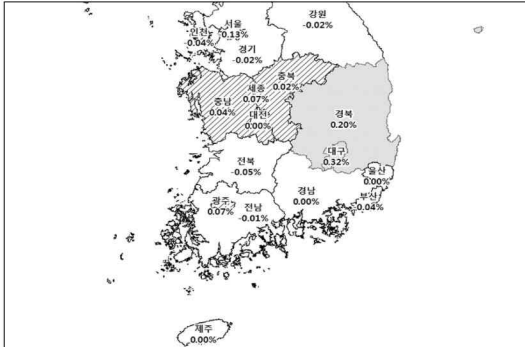 강원
-0.02%
서울
-0.13%
인천
-0.04%
경기
-0.02%
충북
0.02%
세종
0.07%
충남
0.04%
대전
0.00%
경북
0.20%
대구
0.32%
전북
-0.05%
울산
0.00%
경남
0.00%
부산
0.04%
광주
0.07%
전남
-0.01%
제주
0.00%